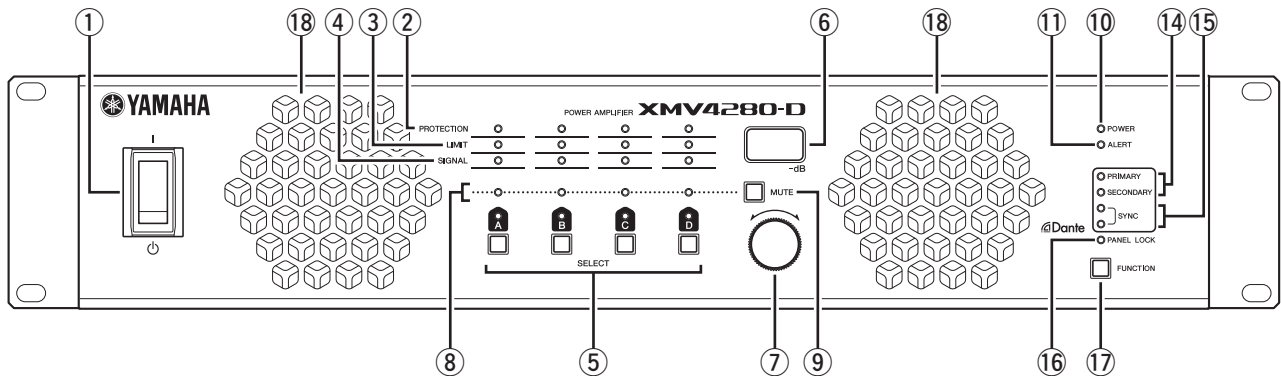 ① ⑱ ④ ③ ② ⑥ ⑱ ⑪ ⑩ ⑭ ⑮
YAMAHA
POWER AMPLIFIER XMV4280-D
PROTECTION
LIMIT
SIGNAL
-dB
MUTE
A B C D
SELECT
POWER
ALERT
PRIMARY
SECONDARY
SYNC
Dante
PANEL LOCK
FUNCTION
⑧ ⑤ ⑦ ⑨ ⑯ ⑰